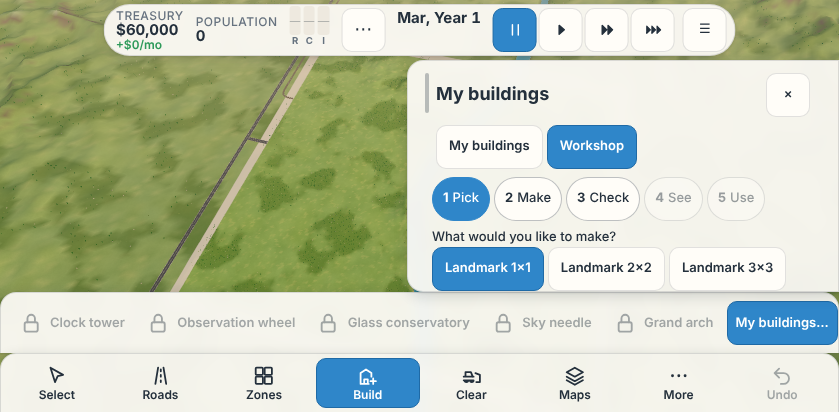 TREASURY
$60,000
+$0/mo
POPULATION
0
R C I
...
Mar, Year 1
My buildings
×
My buildings
Workshop
1 Pick
2 Make
3 Check
4 See
5 Use
What would you like to make?
Landmark 1×1
Landmark 2×2
Landmark 3×3
Clock tower
Observation wheel
Glass conservatory
Sky needle
Grand arch
My buildings...
Select
Roads
Zones
Build
Clear
Maps
More
Undo